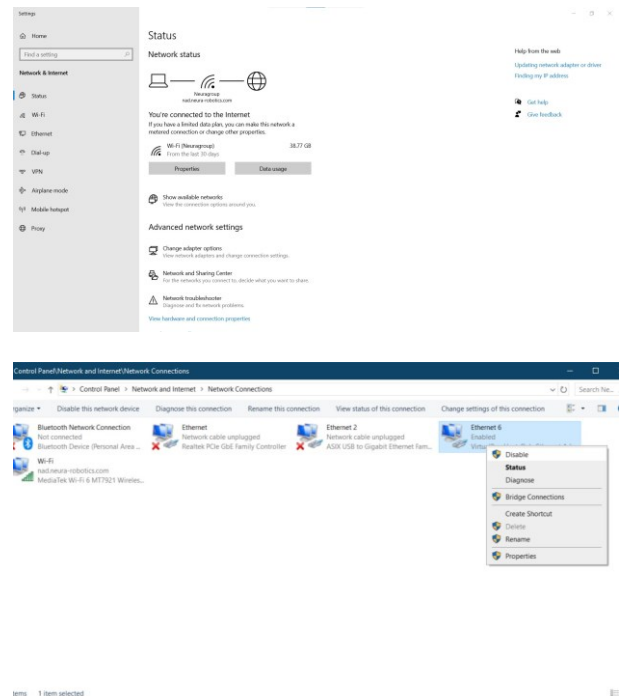 Settings
Home
Find a setting
Network & Internet
Status
Wi-Fi
Ethernet
Dial-up
VPN
Airplane mode
Mobile hotspot
Proxy
Status
Network status
Neuragroup
nad.neura-robotics.com
You're connected to the Internet
If you have a limited data plan, you can make this network a
metered connection or change other properties.
Wi-Fi (Neuragroup)
From the last 30 days
38.77 GB
Properties
Data usage
Show available networks
View the connection options around you.
Advanced network settings
Change adapter options
View network adapters and change connection settings.
Network and Sharing Center
For the networks you connect to, decide what you want to share.
Network troubleshooter
Diagnose and fix network problems.
View hardware and connection properties
Help from the web
Updating network adapter or driver
Finding my IP address
Get help
Give feedback
Control Panel\Network and Internet\Network Connections
Control Panel > Network and Internet > Network Connections
Search Ne...
rganize
Disable this network device
Diagnose this connection
Rename this connection
View status of this connection
Change settings of this connection
Bluetooth Network Connection
Not connected
Bluetooth Device (Personal Area ...
Ethernet
Network cable unplugged
Realtek PCIe GbE Family Controller
Ethernet 2
Network cable unplugged
ASIX USB to Gigabit Ethernet Fam...
Ethernet 6
Enabled
Wi-Fi
nad.neura-robotics.com
MediaTek Wi-Fi 6 MT7921 Wireles...
Disable
Status
Diagnose
Bridge Connections
Create Shortcut
Delete
Rename
Properties
tems
1 item selected